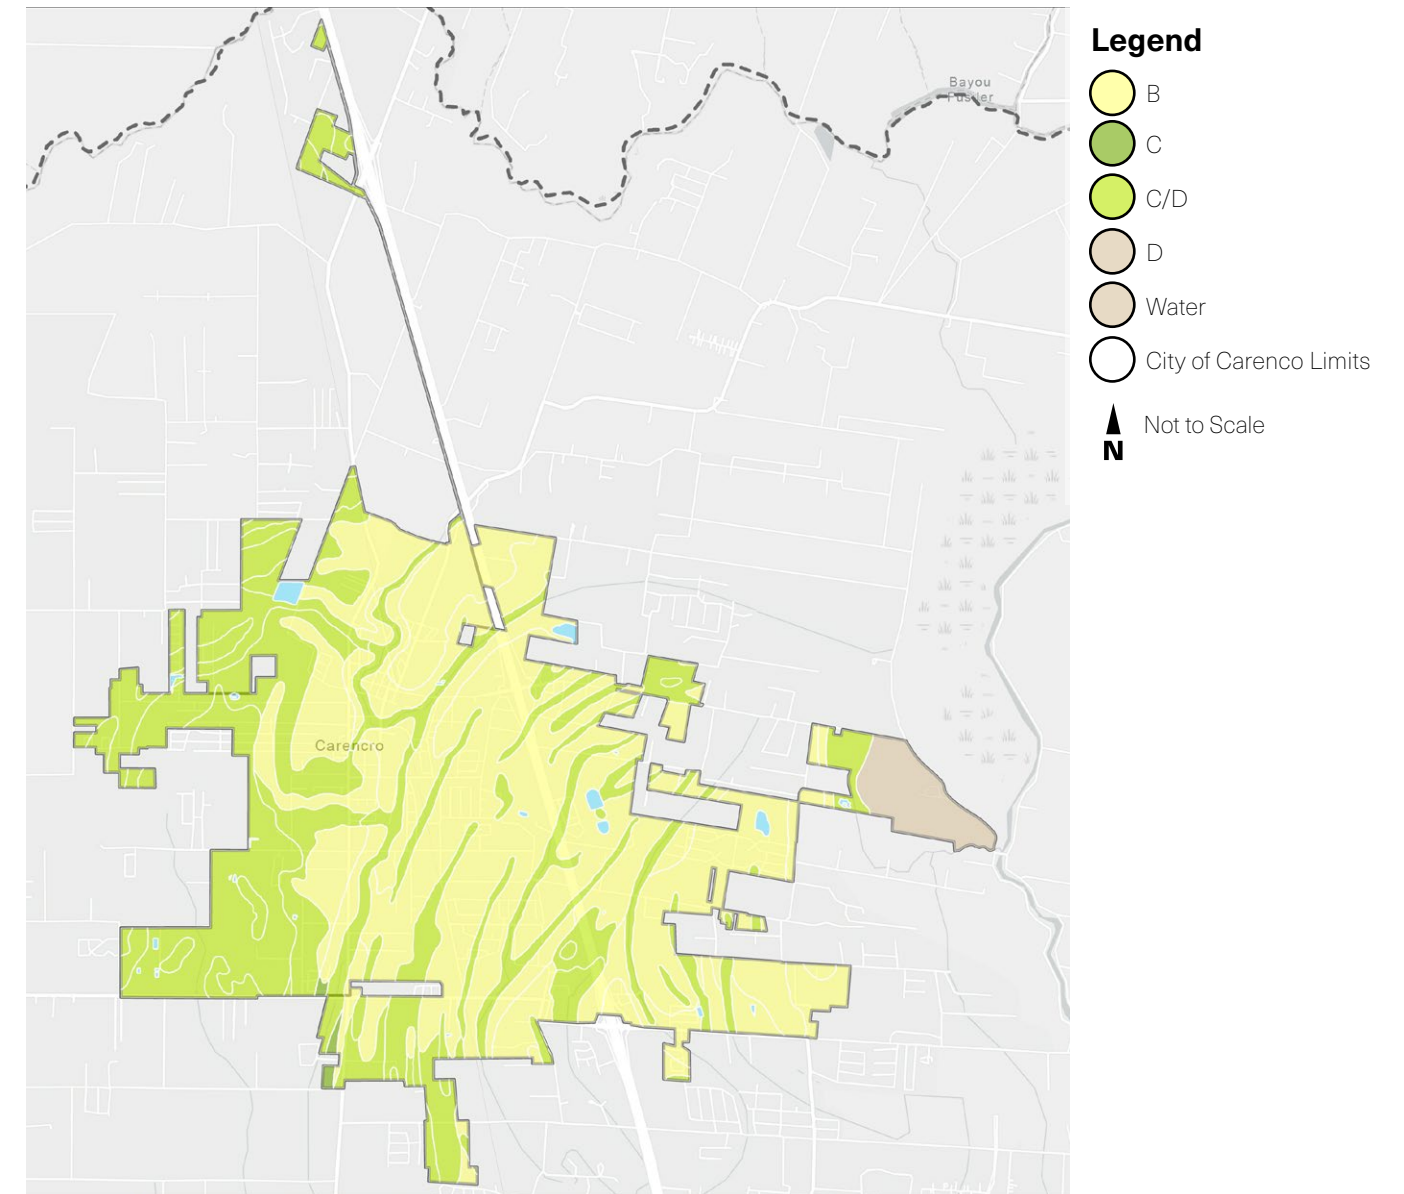 Legend
B
C
C/D
D
Water
City of Carenco Limits
Not to Scale
N
Bayou
Carencro